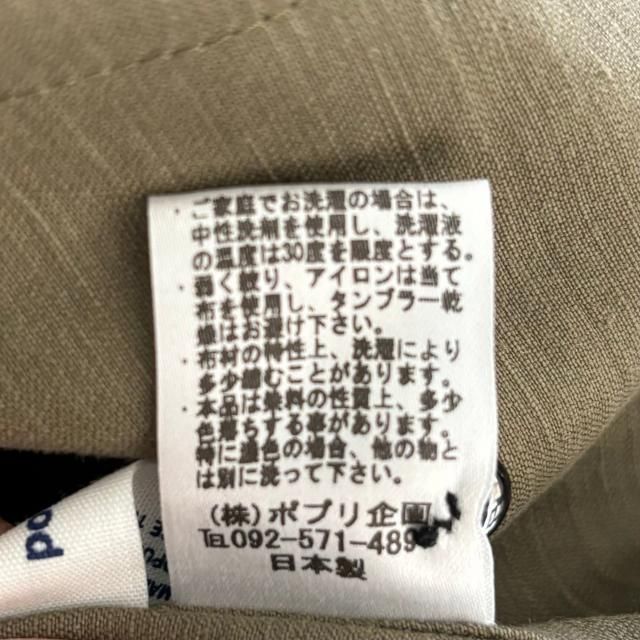 ・ご家庭でお洗濯の場合は、
中性洗剤を使用し、洗濯液
の温度は30度を限度とする。
・弱く絞り、アイロンは当て
布を使用し、タンブラー乾
燥はお避け下さい。
・布材の特性上、洗濯により
多少縮むことがあります。
・本品は染料の性質上、多少
色落ちする事があります。
特に濃色の場合、他の物と
は別に洗って下さい。
(株)ポプリ企画
TEL 092-571-489
日本製
po